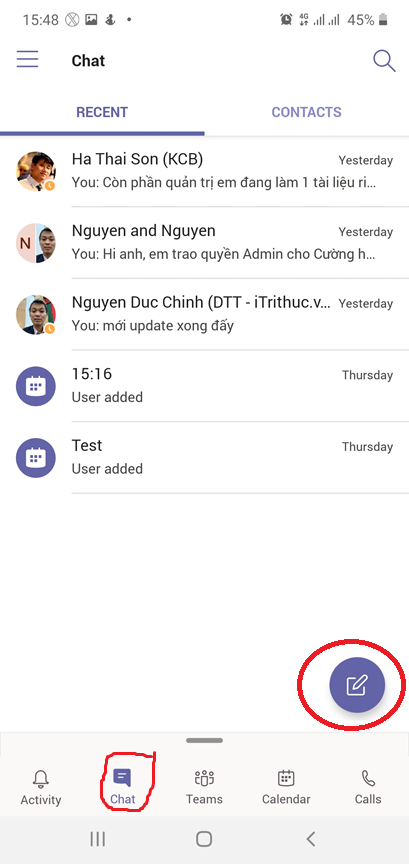 15:48 4G 45%
Chat
RECENT CONTACTS
Ha Thai Son (KCB) Yesterday
You: Còn phần quản trị em đang làm 1 tài liệu ri...
N Nguyen and Nguyen Yesterday
You: Hi anh, em trao quyền Admin cho Cường h...
Nguyen Duc Chinh (DTT - iTrithuc.v... Yesterday
You: mới update xong đấy
15:16 Thursday
User added
Test Thursday
User added
Activity Chat Teams Calendar Calls